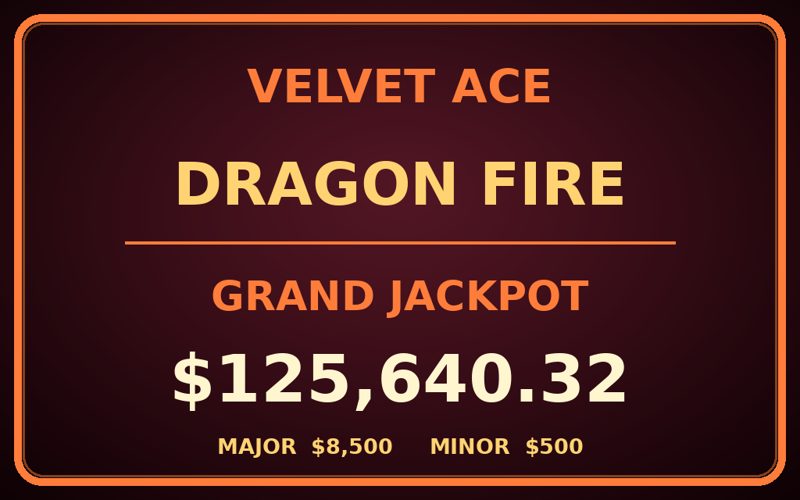 VELVET ACE
DRAGON FIRE
GRAND JACKPOT
$125,640.32
MAJOR $8,500 MINOR $500